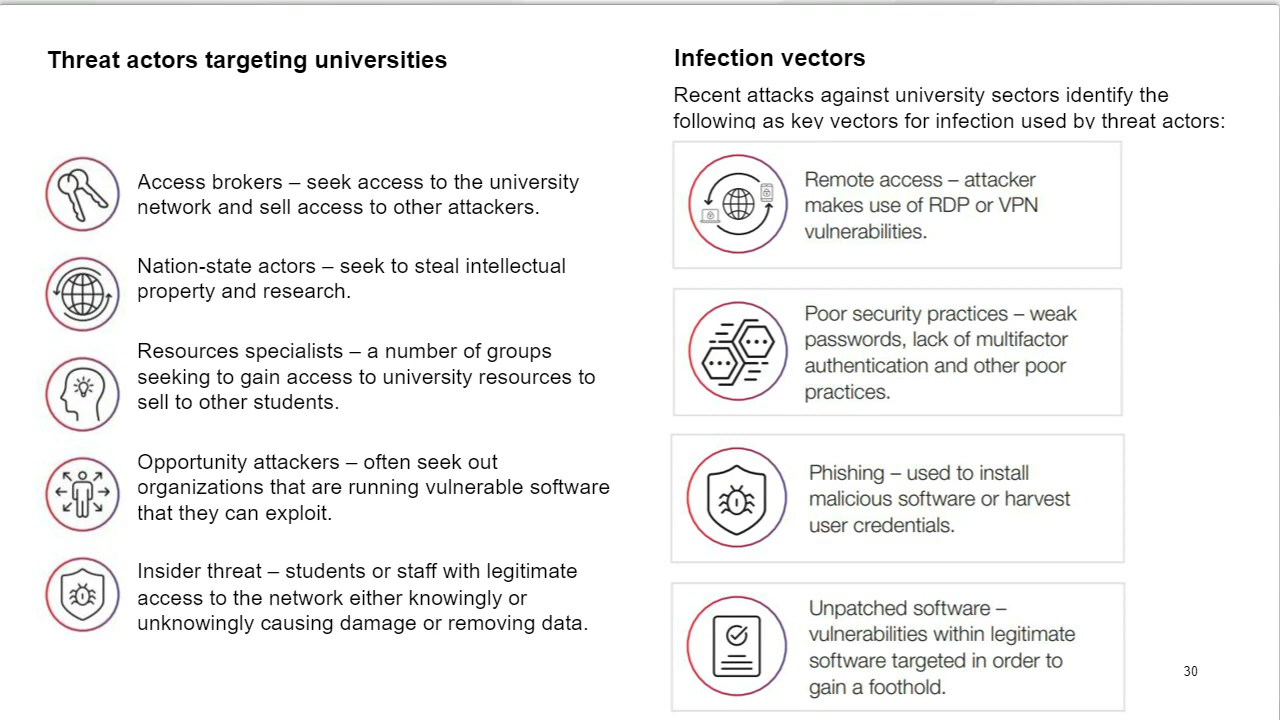 Threat actors targeting universities
Access brokers – seek access to the university
network and sell access to other attackers.
Nation-state actors – seek to steal intellectual
property and research.
Resources specialists – a number of groups
seeking to gain access to university resources to
sell to other students.
Opportunity attackers – often seek out
organizations that are running vulnerable software
that they can exploit.
Insider threat – students or staff with legitimate
access to the network either knowingly or
unknowingly causing damage or removing data.
Infection vectors
Recent attacks against university sectors identify the
following as key vectors for infection used by threat actors:
Remote access – attacker
makes use of RDP or VPN
vulnerabilities.
Poor security practices – weak
passwords, lack of multifactor
authentication and other poor
practices.
Phishing – used to install
malicious software or harvest
user credentials.
Unpatched software –
vulnerabilities within legitimate
software targeted in order to
gain a foothold.
30